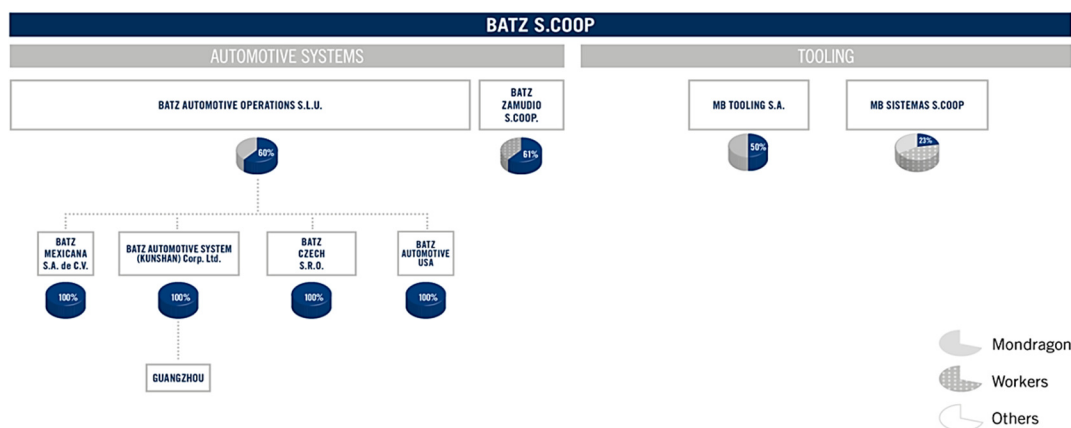 BATZ S.COOP
AUTOMOTIVE SYSTEMS
TOOLING
BATZ AUTOMOTIVE OPERATIONS S.L.U.
BATZ
ZAMUDIO
S.COOP.
MB TOOLING S.A.
MB SISTEMAS S.COOP
60%
61%
50%
23%
BATZ
MEXICANA
S.A. de C.V.
BATZ AUTOMOTIVE SYSTEM
(KUNSHAN) Corp. Ltd.
BATZ
CZECH
S.R.O.
BATZ
AUTOMOTIVE
USA
100%
100%
100%
100%
GUANGZHOU
Mondragon
Workers
Others